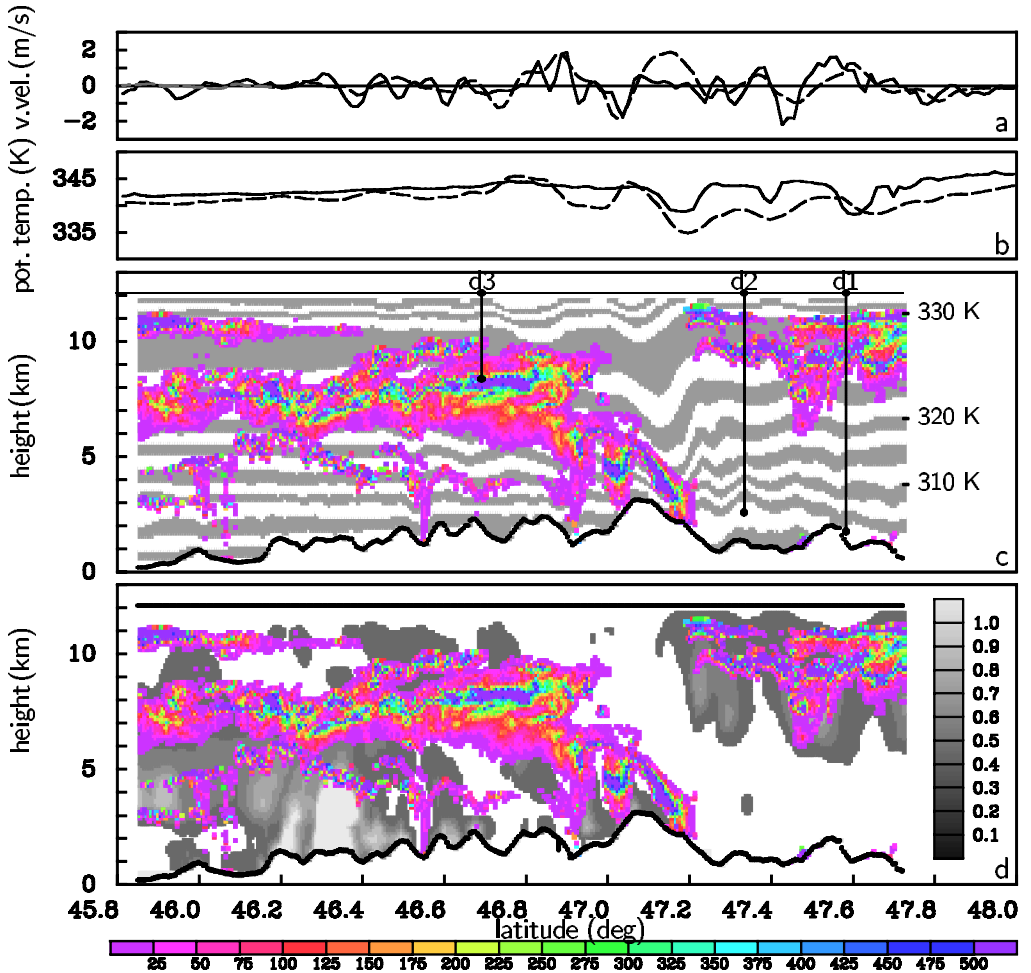 v.vel.(m/s)
2
0
−2
a
pot. temp. (K)
345
335
b
d3
d2
d1
height(km)
10
5
0
330 K
320 K
310 K
c
height(km)
10
5
0
1.0
0.9
0.8
0.7
0.6
0.5
0.4
0.3
0.2
0.1
d
45.8 46.0 46.2 46.4 46.6 46.8 47.0 47.2 47.4 47.6 47.8 48.0
latitude (deg)
25 50 75 100 125 150 175 200 225 250 275 300 325 350 375 400 425 450 475 500